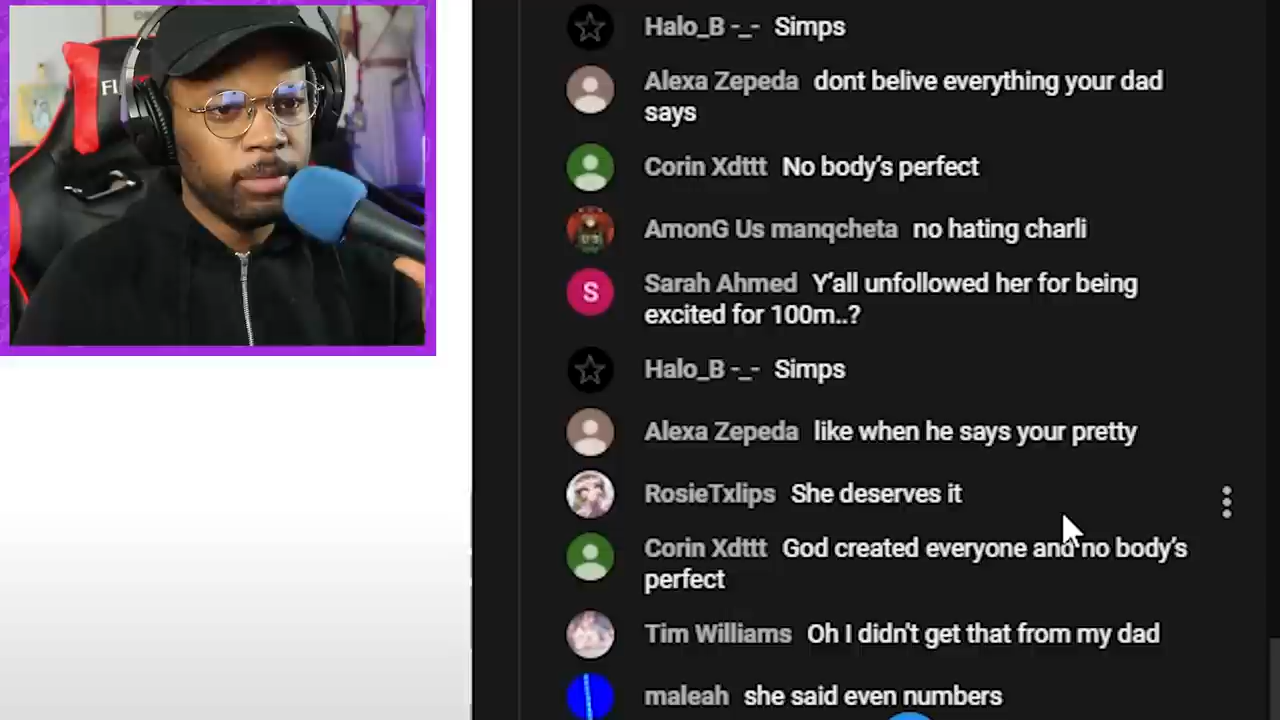 FL
Halo_B -_- Simps
Alexa Zepeda dont belive everything your dad
says
Corin Xdttt No body's perfect
AmonG Us manqcheta no hating charli
S
Sarah Ahmed Y'all unfollowed her for being
excited for 100m..?
Halo_B -_- Simps
Alexa Zepeda like when he says your pretty
RosieTxlips She deserves it
Corin Xdttt God created everyone and no body's
perfect
Tim Williams Oh I didn't get that from my dad
maleah she said even numbers